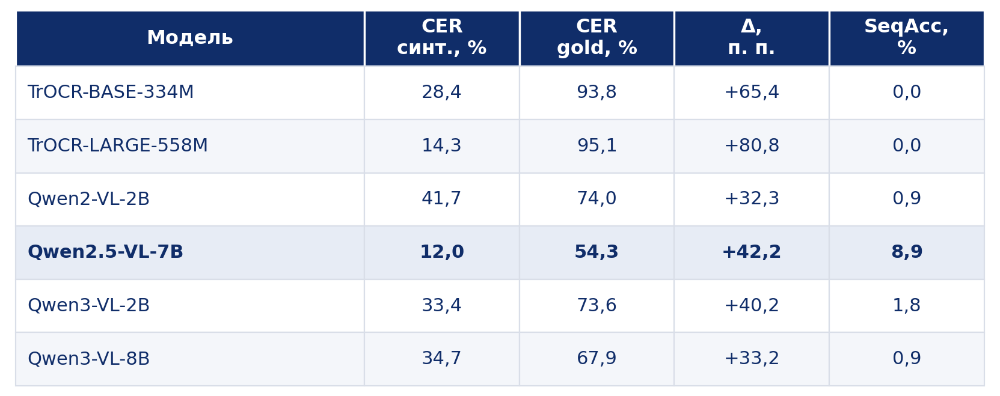 Модель CER синт., % CER gold, % Δ, п. п. SeqAcc, %
TrOCR-BASE-334M 28,4 93,8 +65,4 0,0
TrOCR-LARGE-558M 14,3 95,1 +80,8 0,0
Qwen2-VL-2B 41,7 74,0 +32,3 0,9
Qwen2.5-VL-7B 12,0 54,3 +42,2 8,9
Qwen3-VL-2B 33,4 73,6 +40,2 1,8
Qwen3-VL-8B 34,7 67,9 +33,2 0,9